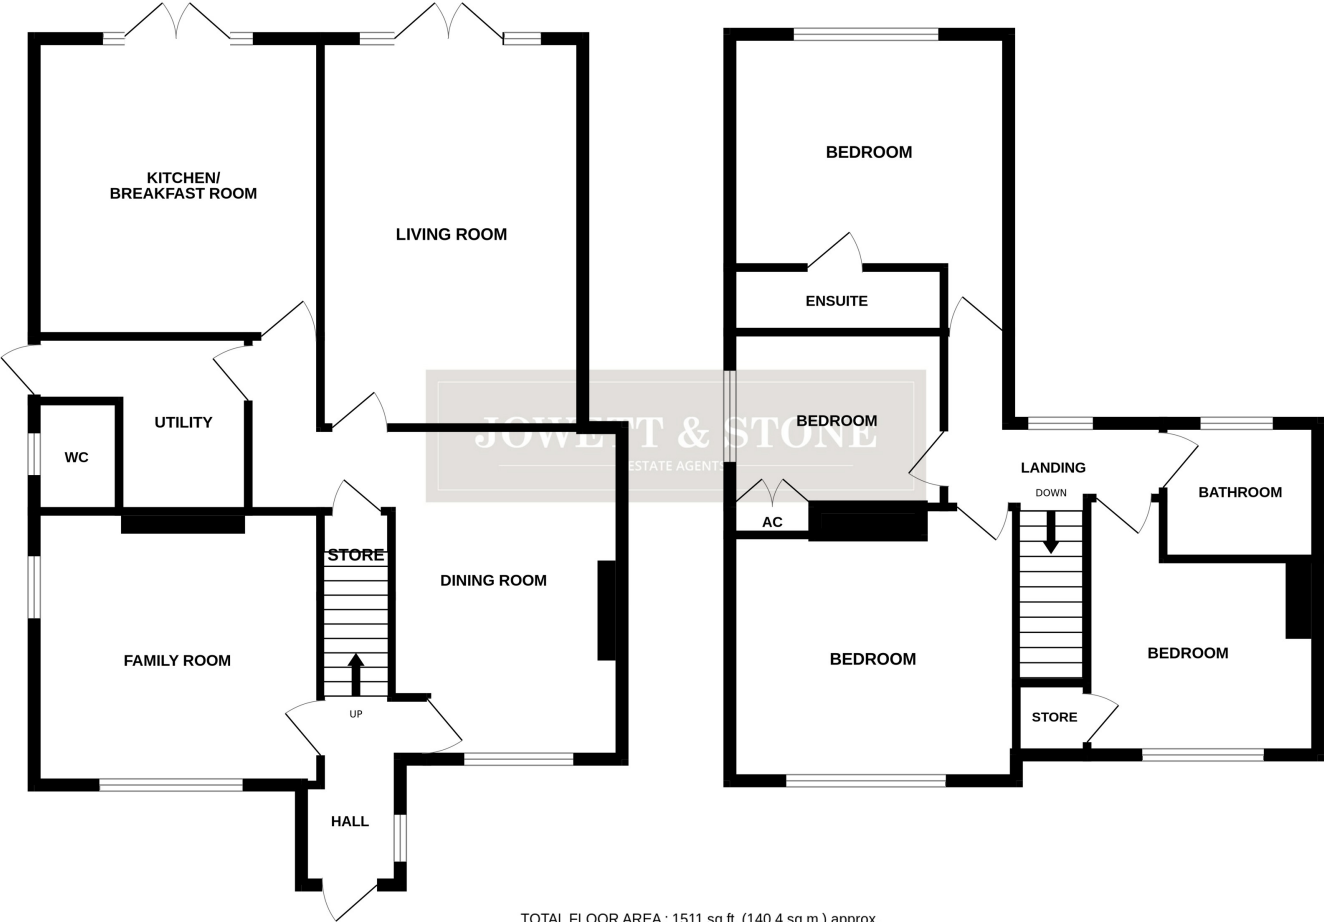 KITCHEN/
BREAKFAST ROOM
LIVING ROOM
UTILITY
WC
STORE
DINING ROOM
FAMILY ROOM
UP
HALL
BEDROOM
ENSUITE
BEDROOM
AC
LANDING
DOWN
BATHROOM
BEDROOM
BEDROOM
STORE
JOWETT & STONE
ESTATE AGENTS
TOTAL FLOOR AREA : 1511 sq.ft. (140.4 sq.m.) approx.